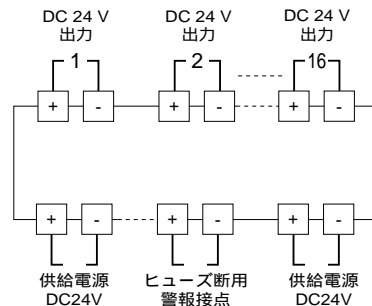 DC 24 V DC 24 V DC 24 V
出力 出力 出力
1 2 16
+ - + - + -
+ - + - + -
供給電源 ヒューズ断用 供給電源
DC24V 警報接点 DC24V